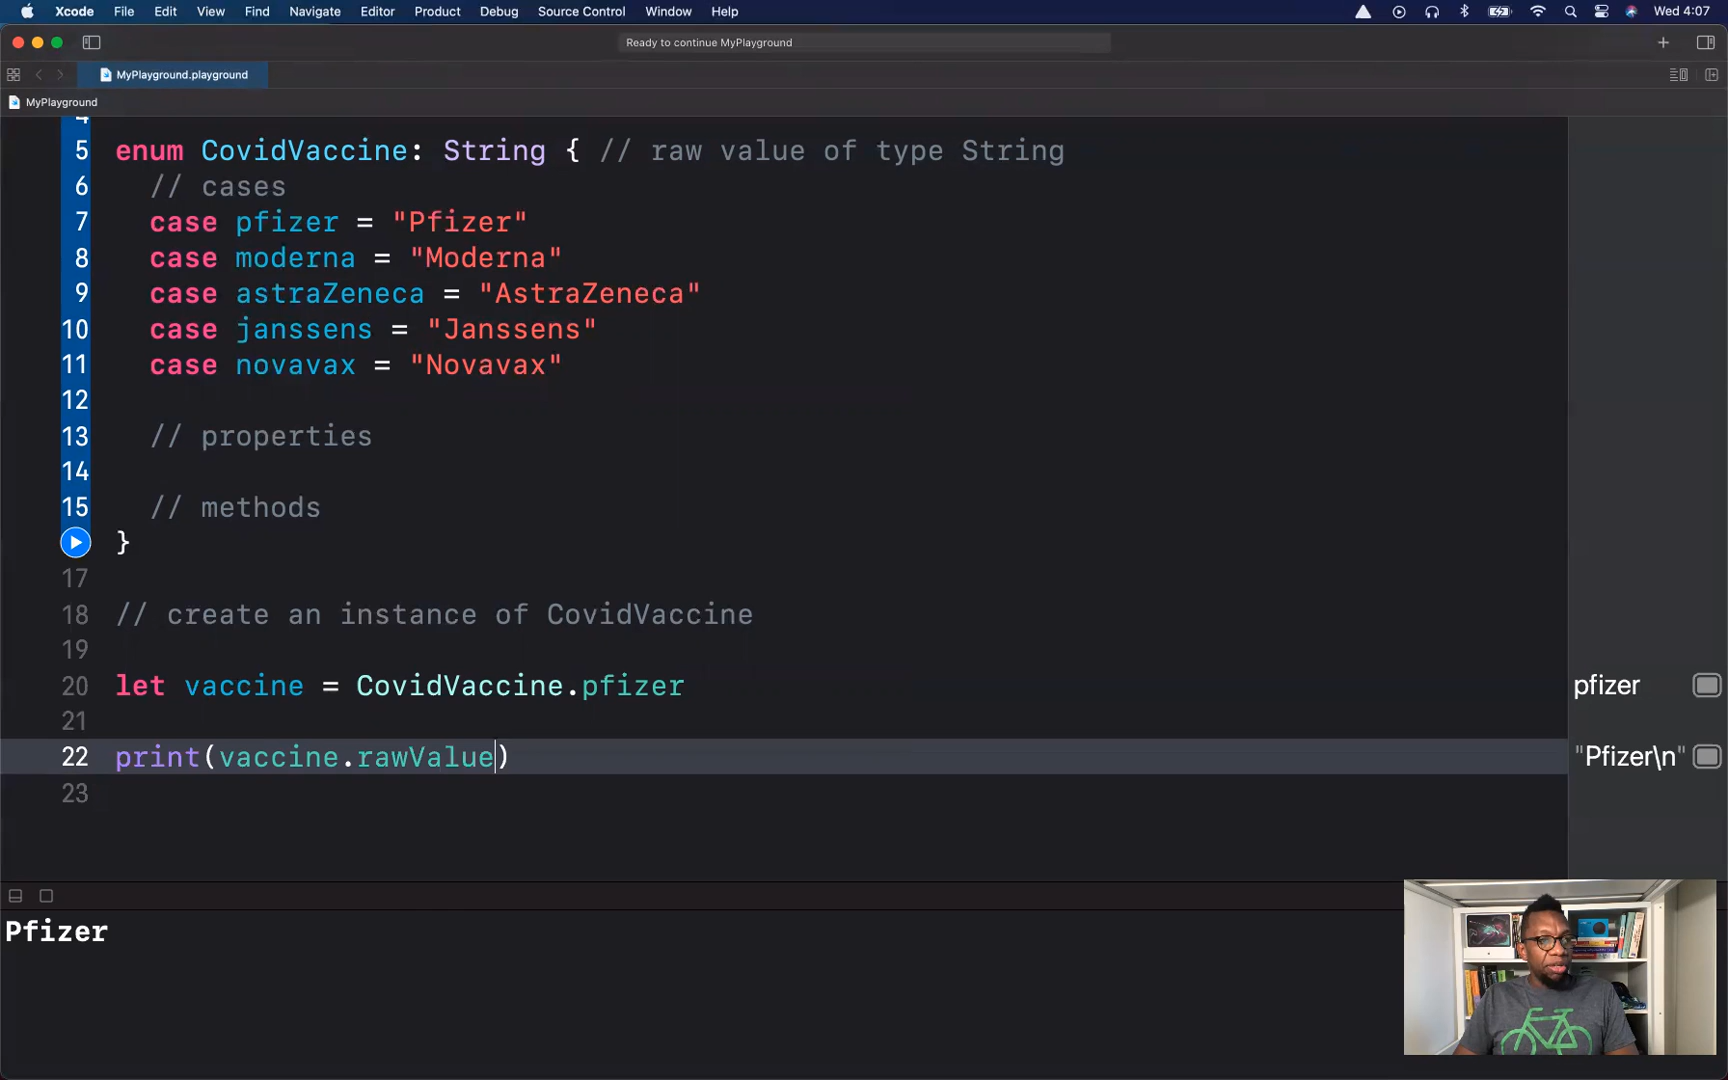 Xcode File Edit View Find Navigate Editor Product Debug Source Control Window Help Wed 4:07
Ready to continue MyPlayground
MyPlayground.playground
MyPlayground
4
5 enum CovidVaccine: String { // raw value of type String
6 // cases
7 case pfizer = "Pfizer"
8 case moderna = "Moderna"
9 case astraZeneca = "AstraZeneca"
10 case janssens = "Janssens"
11 case novavax = "Novavax"
12
13 // properties
14
15 // methods
}
17
18 // create an instance of CovidVaccine
19
20 let vaccine = CovidVaccine.pfizer pfizer
21
22 print(vaccine.rawValue) "Pfizer\n"
23
Pfizer